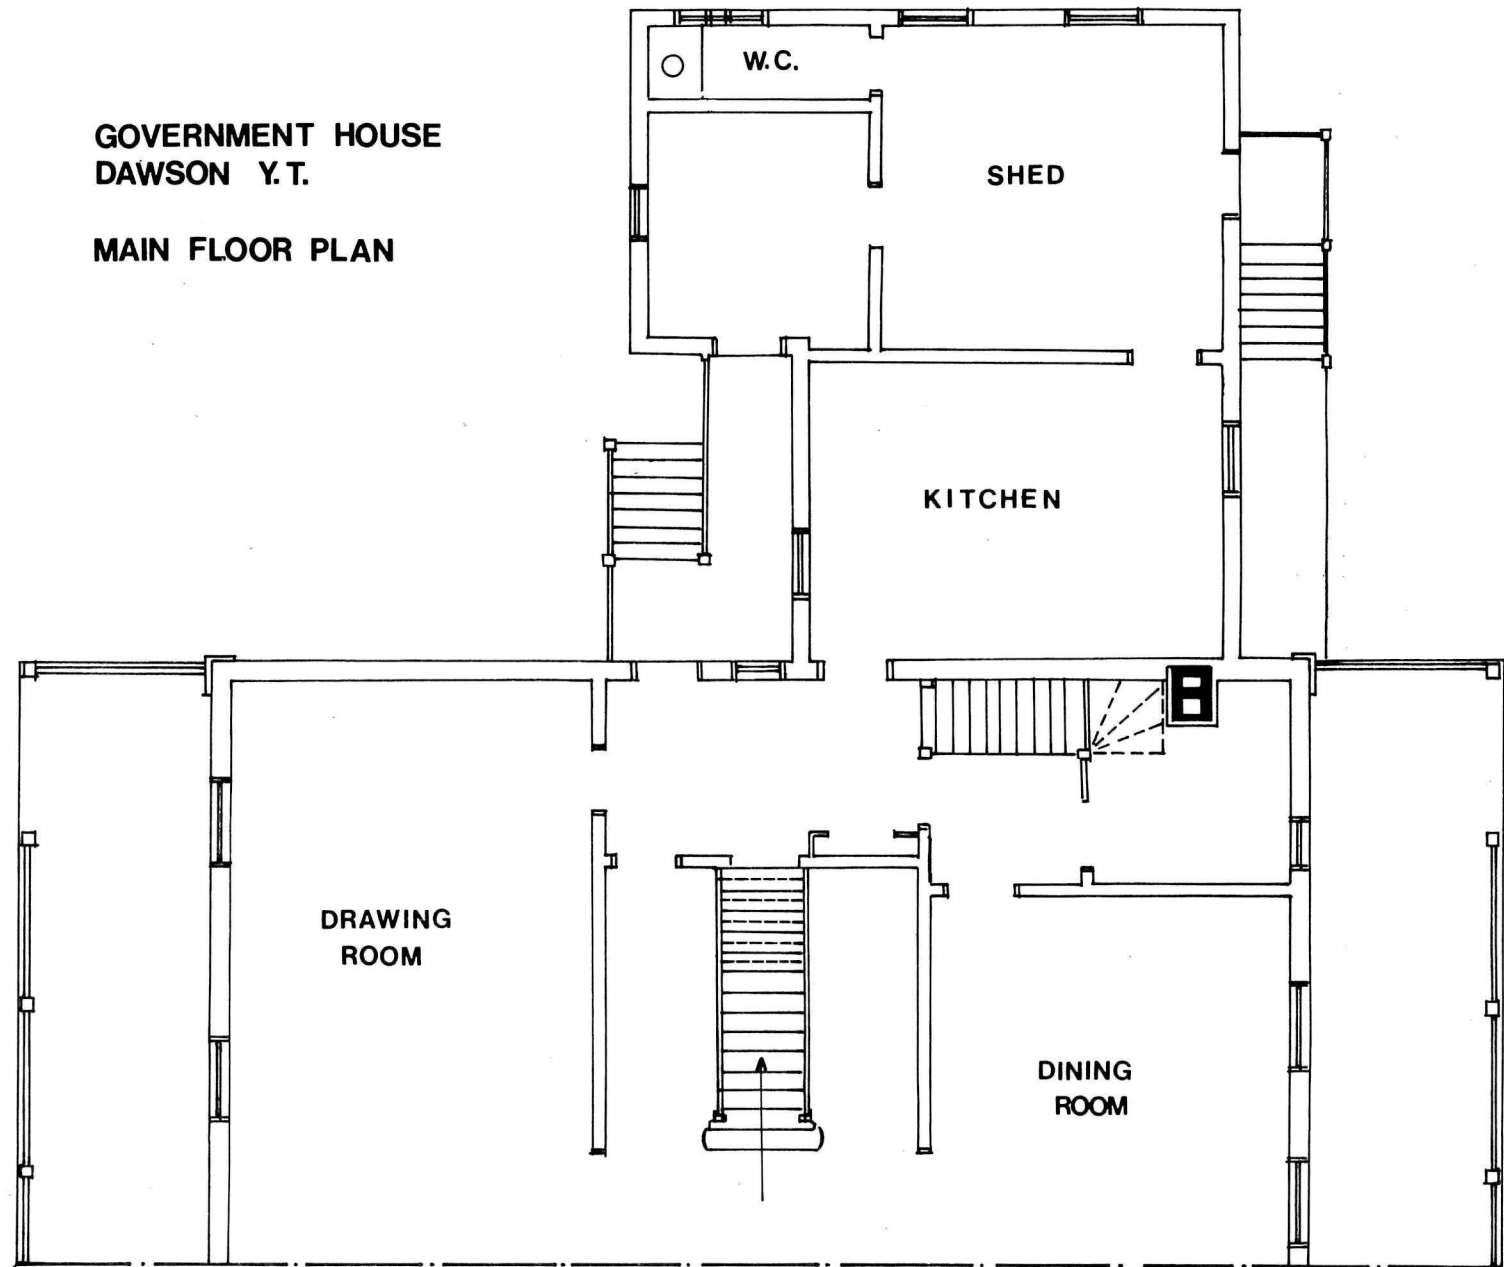 GOVERNMENT HOUSE
DAWSON Y.T.
MAIN FLOOR PLAN
W.C.
SHED
KITCHEN
DRAWING
ROOM
DINING
ROOM